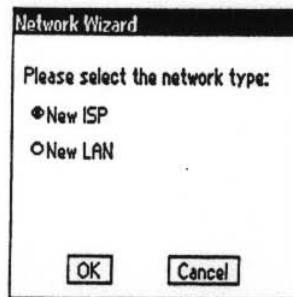 Network Wizard
Please select the network type:
New ISP
New LAN
OK
Cancel